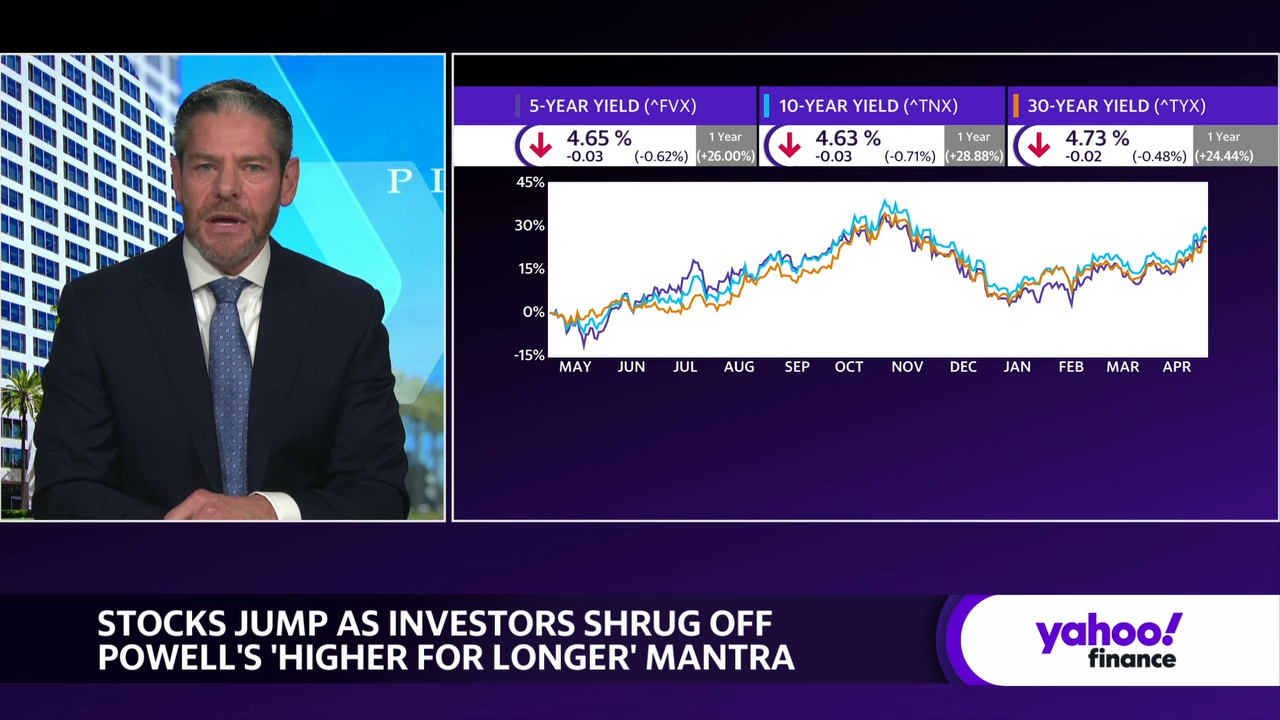 PI
5-YEAR YIELD (^FVX)
4.65 %
-0.03 (-0.62%)
1 Year
(+26.00%)
10-YEAR YIELD (^TNX)
4.63 %
-0.03 (-0.71%)
1 Year
(+28.88%)
30-YEAR YIELD (^TYX)
4.73 %
-0.02 (-0.48%)
1 Year
(+24.44%)
45%
30%
15%
0%
-15%
MAY JUN JUL AUG SEP OCT NOV DEC JAN FEB MAR APR
STOCKS JUMP AS INVESTORS SHRUG OFF
POWELL'S 'HIGHER FOR LONGER' MANTRA
yahoo!
finance